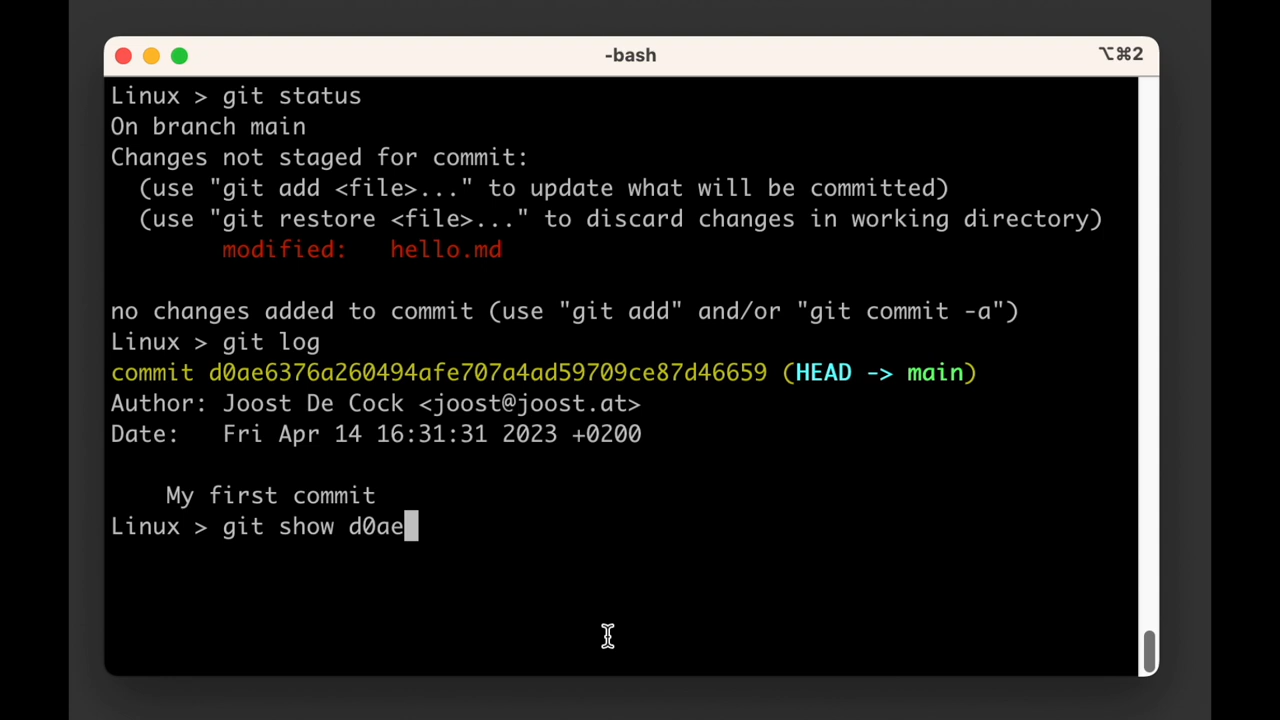 -bash
⌥⌘2
Linux > git status
On branch main
Changes not staged for commit:
  (use "git add <file>..." to update what will be committed)
  (use "git restore <file>..." to discard changes in working directory)
        modified:   hello.md

no changes added to commit (use "git add" and/or "git commit -a")
Linux > git log
commit d0ae6376a260494afe707a4ad59709ce87d46659 (HEAD -> main)
Author: Joost De Cock <joost@joost.at>
Date:   Fri Apr 14 16:31:31 2023 +0200

    My first commit
Linux > git show d0ae